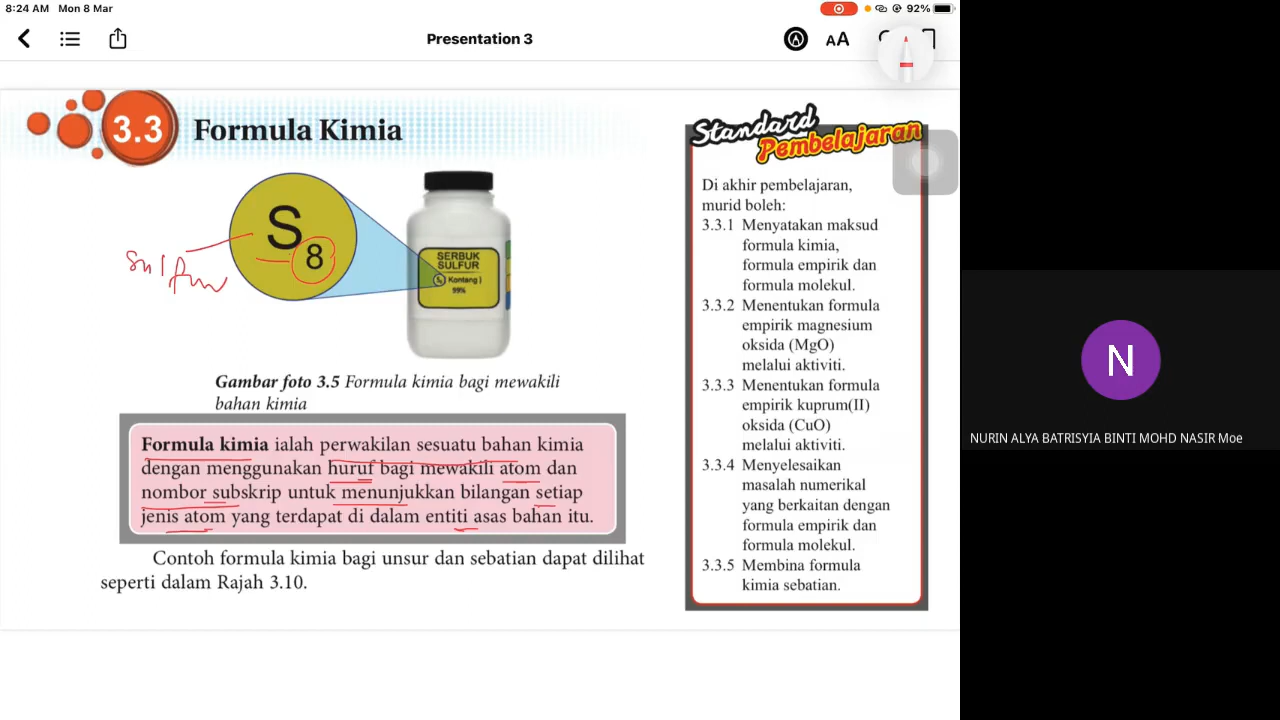 8:24 AM Mon 8 Mar
92%
Presentation 3
AA
3.3 Formula Kimia
S8
Sulfur
SERBUK
SULFUR
S8 Kontang
99%
Gambar foto 3.5 Formula kimia bagi mewakili
bahan kimia
Formula kimia ialah perwakilan sesuatu bahan kimia
dengan menggunakan huruf bagi mewakili atom dan
nombor subskrip untuk menunjukkan bilangan setiap
jenis atom yang terdapat di dalam entiti asas bahan itu.
Contoh formula kimia bagi unsur dan sebatian dapat dilihat
seperti dalam Rajah 3.10.
Standard
Pembelajaran
Di akhir pembelajaran,
murid boleh:
3.3.1 Menyatakan maksud
formula kimia,
formula empirik dan
formula molekul.
3.3.2 Menentukan formula
empirik magnesium
oksida (MgO)
melalui aktiviti.
3.3.3 Menentukan formula
empirik kuprum(II)
oksida (CuO)
melalui aktiviti.
3.3.4 Menyelesaikan
masalah numerikal
yang berkaitan dengan
formula empirik dan
formula molekul.
3.3.5 Membina formula
kimia sebatian.
N
NURIN ALYA BATRISYIA BINTI MOHD NASIR Moe